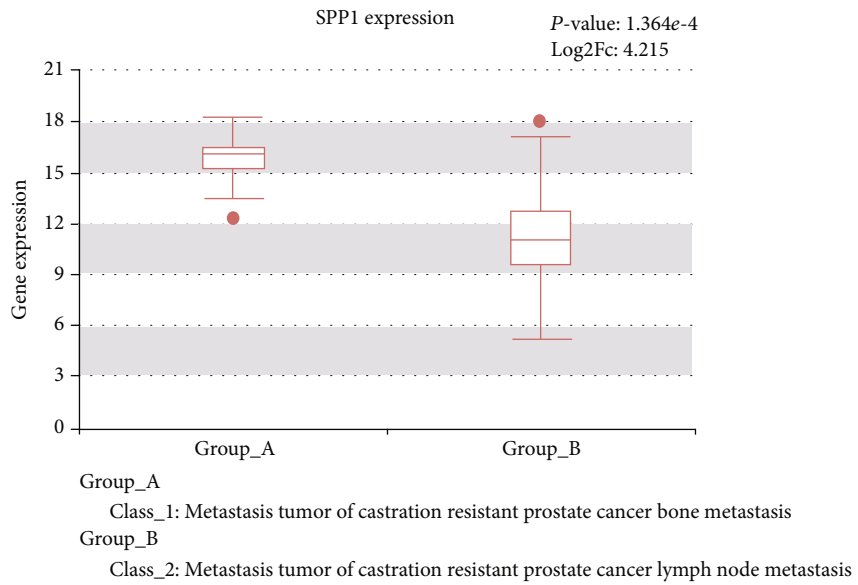 SPP1 expression
P-value: 1.364e-4
Log2Fc: 4.215
21
18
15
12
9
6
3
0
Gene expression
Group_A
Group_B
Group_A
Class_1: Metastasis tumor of castration resistant prostate cancer bone metastasis
Group_B
Class_2: Metastasis tumor of castration resistant prostate cancer lymph node metastasis